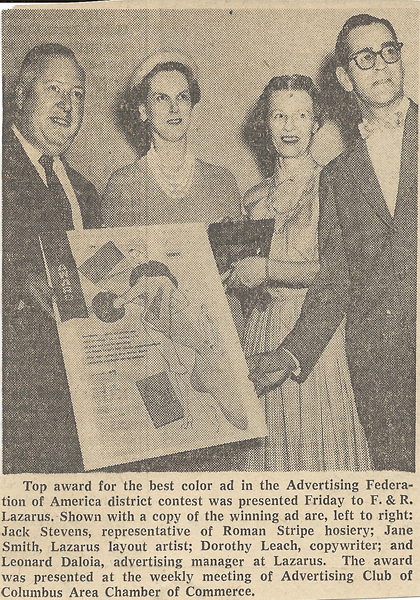 AWARD
Top award for the best color ad in the Advertising Federa-
tion of America district contest was presented Friday to F. & R.
Lazarus. Shown with a copy of the winning ad are, left to right:
Jack Stevens, representative of Roman Stripe hosiery; Jane
Smith, Lazarus layout artist; Dorothy Leach, copywriter; and
Leonard Daloia, advertising manager at Lazarus. The award
was presented at the weekly meeting of Advertising Club of
Columbus Area Chamber of Commerce.